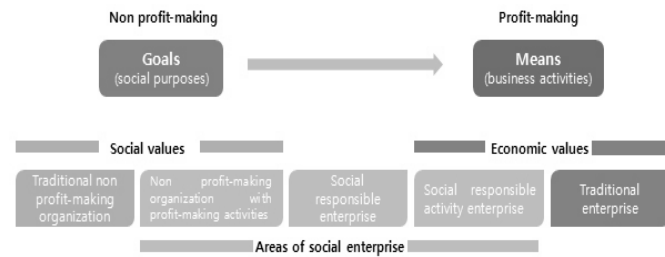 Non profit-making
Profit-making
Goals
(social purposes)
Means
(business activities)
Social values
Economic values
Traditional non
profit-making
organization
Non profit-making
organization with
profit-making activities
Social
responsible
enterprise
Social responsible
activity enterprise
Traditional
enterprise
Areas of social enterprise